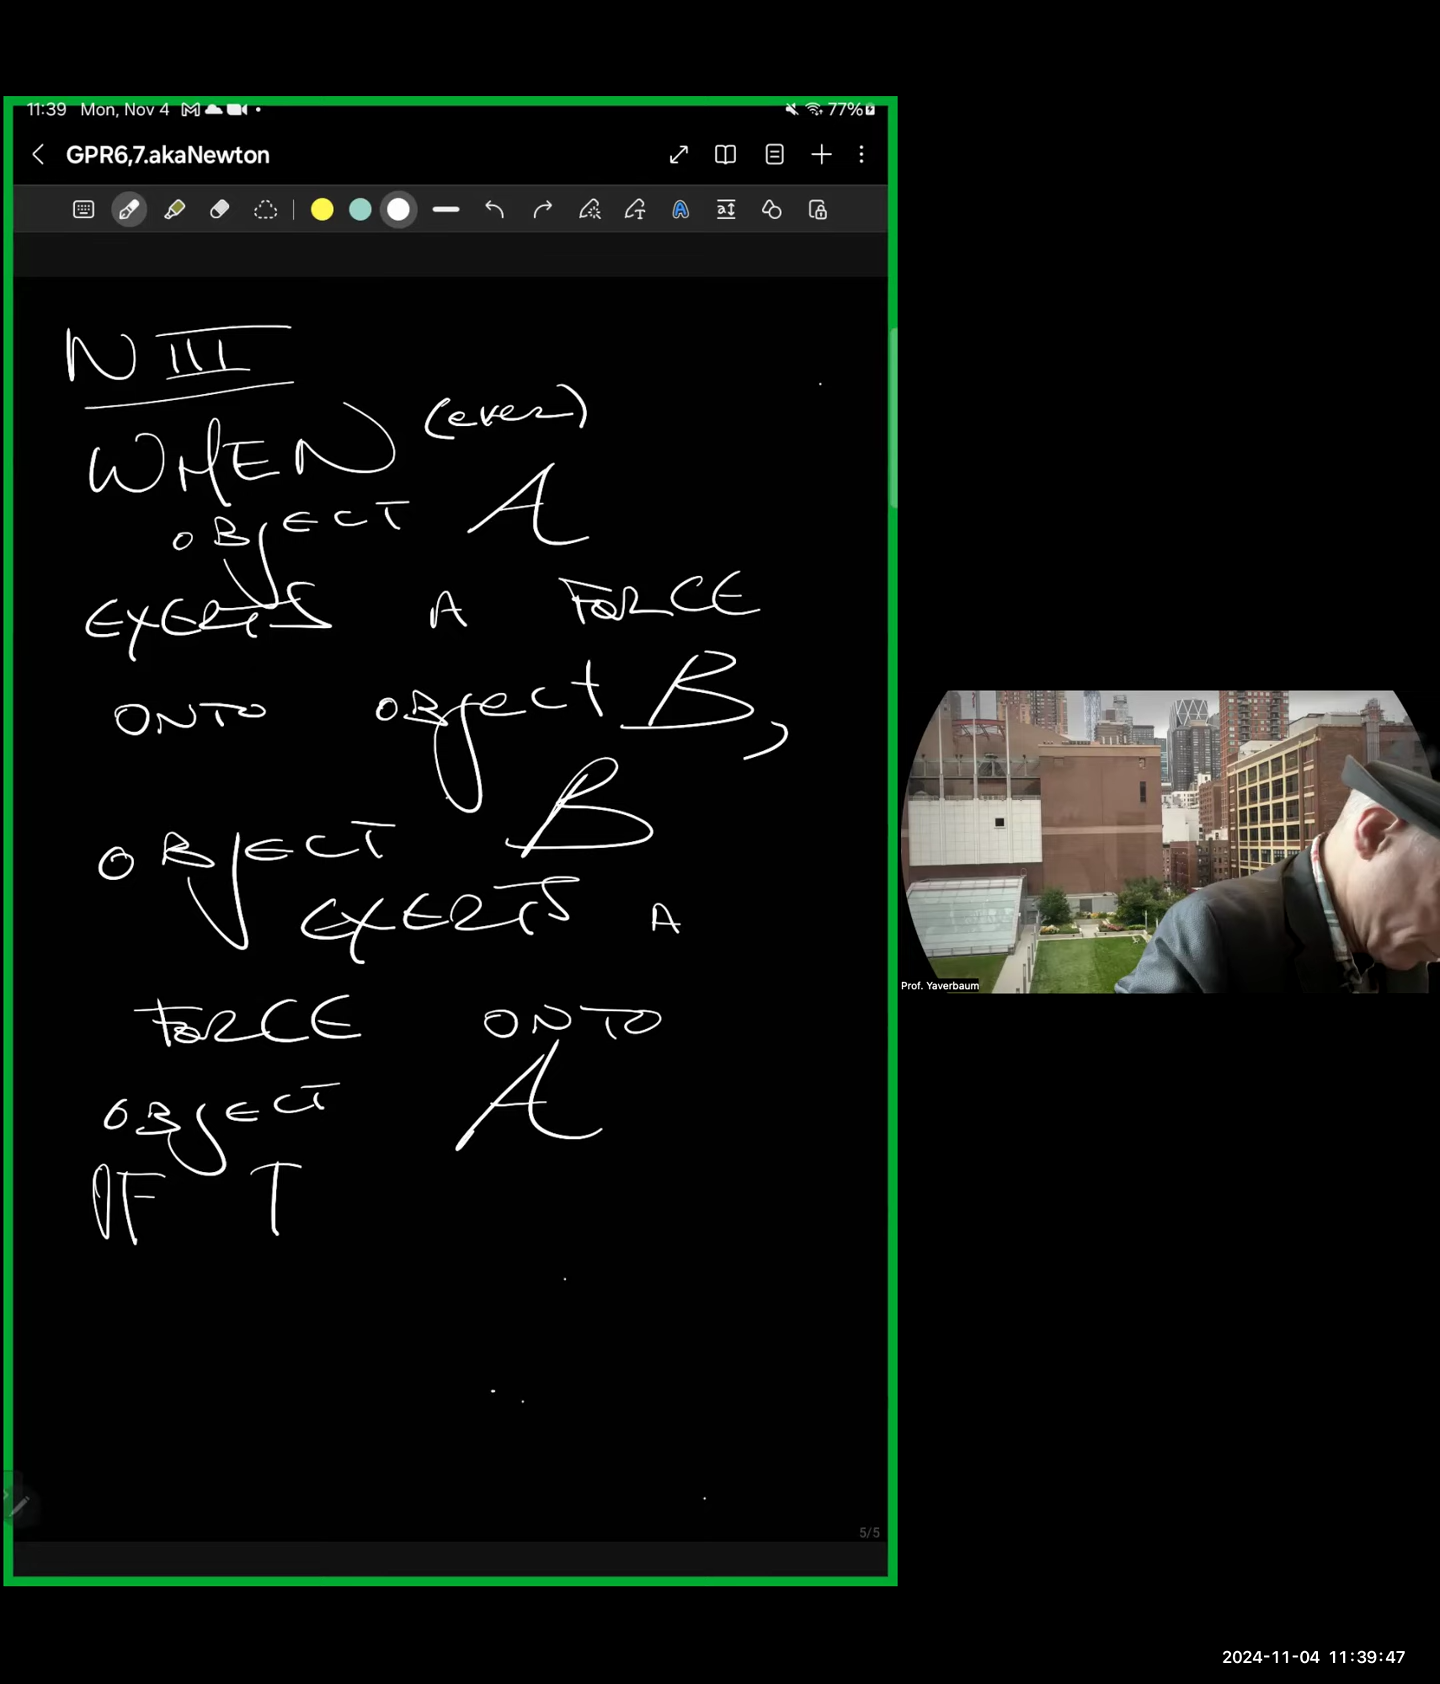 11:39 Mon, Nov 4 77%
GPR6,7.akaNewton
N III
WHEN (ever)
OBJECT A
EXERTS A FORCE
ONTO OBject B,
OBJECT B
EXERTS A
FORCE ONTO
OBJECT A
IF T
5/5
Prof. Yaverbaum
2024-11-04 11:39:47